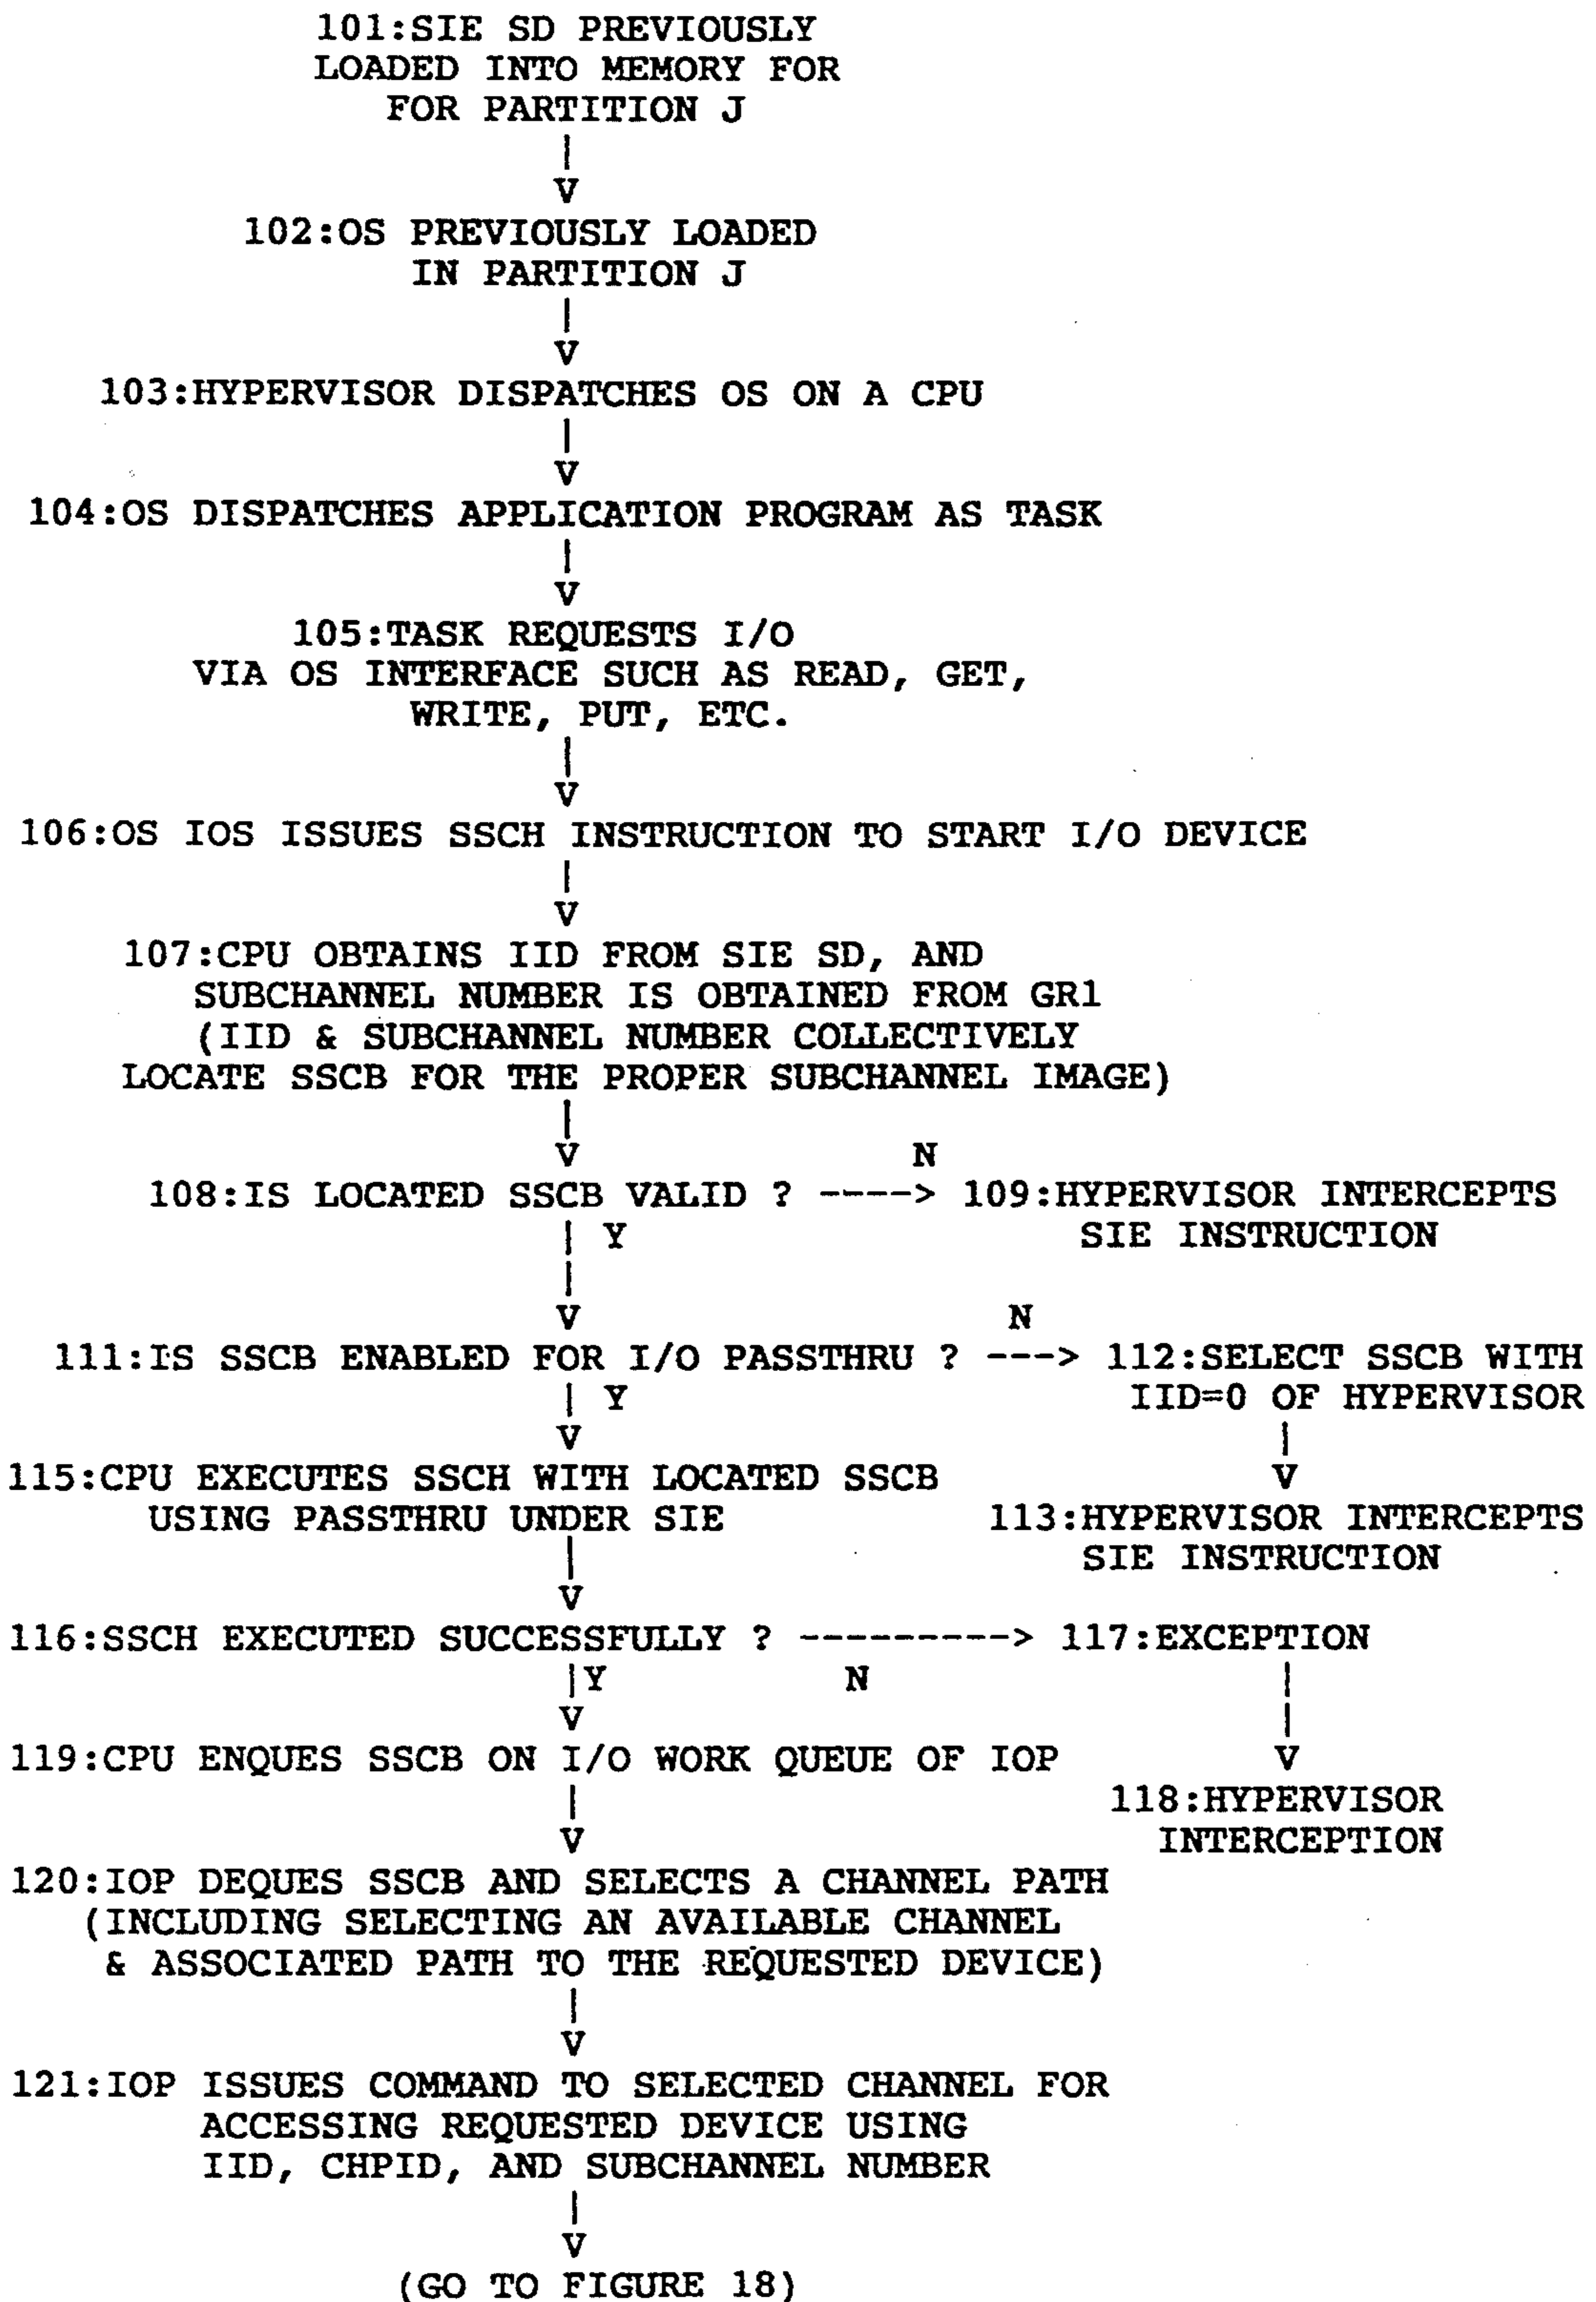 101:SIE SD PREVIOUSLY
LOADED INTO MEMORY FOR
FOR PARTITION J
|
V
102:OS PREVIOUSLY LOADED
IN PARTITION J
|
V
103:HYPERVISOR DISPATCHES OS ON A CPU
|
V
104:OS DISPATCHES APPLICATION PROGRAM AS TASK
|
V
105:TASK REQUESTS I/O
VIA OS INTERFACE SUCH AS READ, GET,
WRITE, PUT, ETC.
|
V
106:OS IOS ISSUES SSCH INSTRUCTION TO START I/O DEVICE
|
V
107:CPU OBTAINS IID FROM SIE SD, AND
SUBCHANNEL NUMBER IS OBTAINED FROM GR1
(IID & SUBCHANNEL NUMBER COLLECTIVELY
LOCATE SSCB FOR THE PROPER SUBCHANNEL IMAGE)
|
V N
108:IS LOCATED SSCB VALID ? ----> 109:HYPERVISOR INTERCEPTS
| Y SIE INSTRUCTION
|
V N
111:IS SSCB ENABLED FOR I/O PASSTHRU ? ---> 112:SELECT SSCB WITH
| Y IID=0 OF HYPERVISOR
V |
115:CPU EXECUTES SSCH WITH LOCATED SSCB V
USING PASSTHRU UNDER SIE 113:HYPERVISOR INTERCEPTS
| SIE INSTRUCTION
V
116:SSCH EXECUTED SUCCESSFULLY ? ----------> 117:EXCEPTION
|Y N |
V |
119:CPU ENQUES SSCB ON I/O WORK QUEUE OF IOP V
| 118:HYPERVISOR
V INTERCEPTION
120:IOP DEQUES SSCB AND SELECTS A CHANNEL PATH
(INCLUDING SELECTING AN AVAILABLE CHANNEL
& ASSOCIATED PATH TO THE REQUESTED DEVICE)
|
V
121:IOP ISSUES COMMAND TO SELECTED CHANNEL FOR
ACCESSING REQUESTED DEVICE USING
IID, CHPID, AND SUBCHANNEL NUMBER
|
V
(GO TO FIGURE 18)